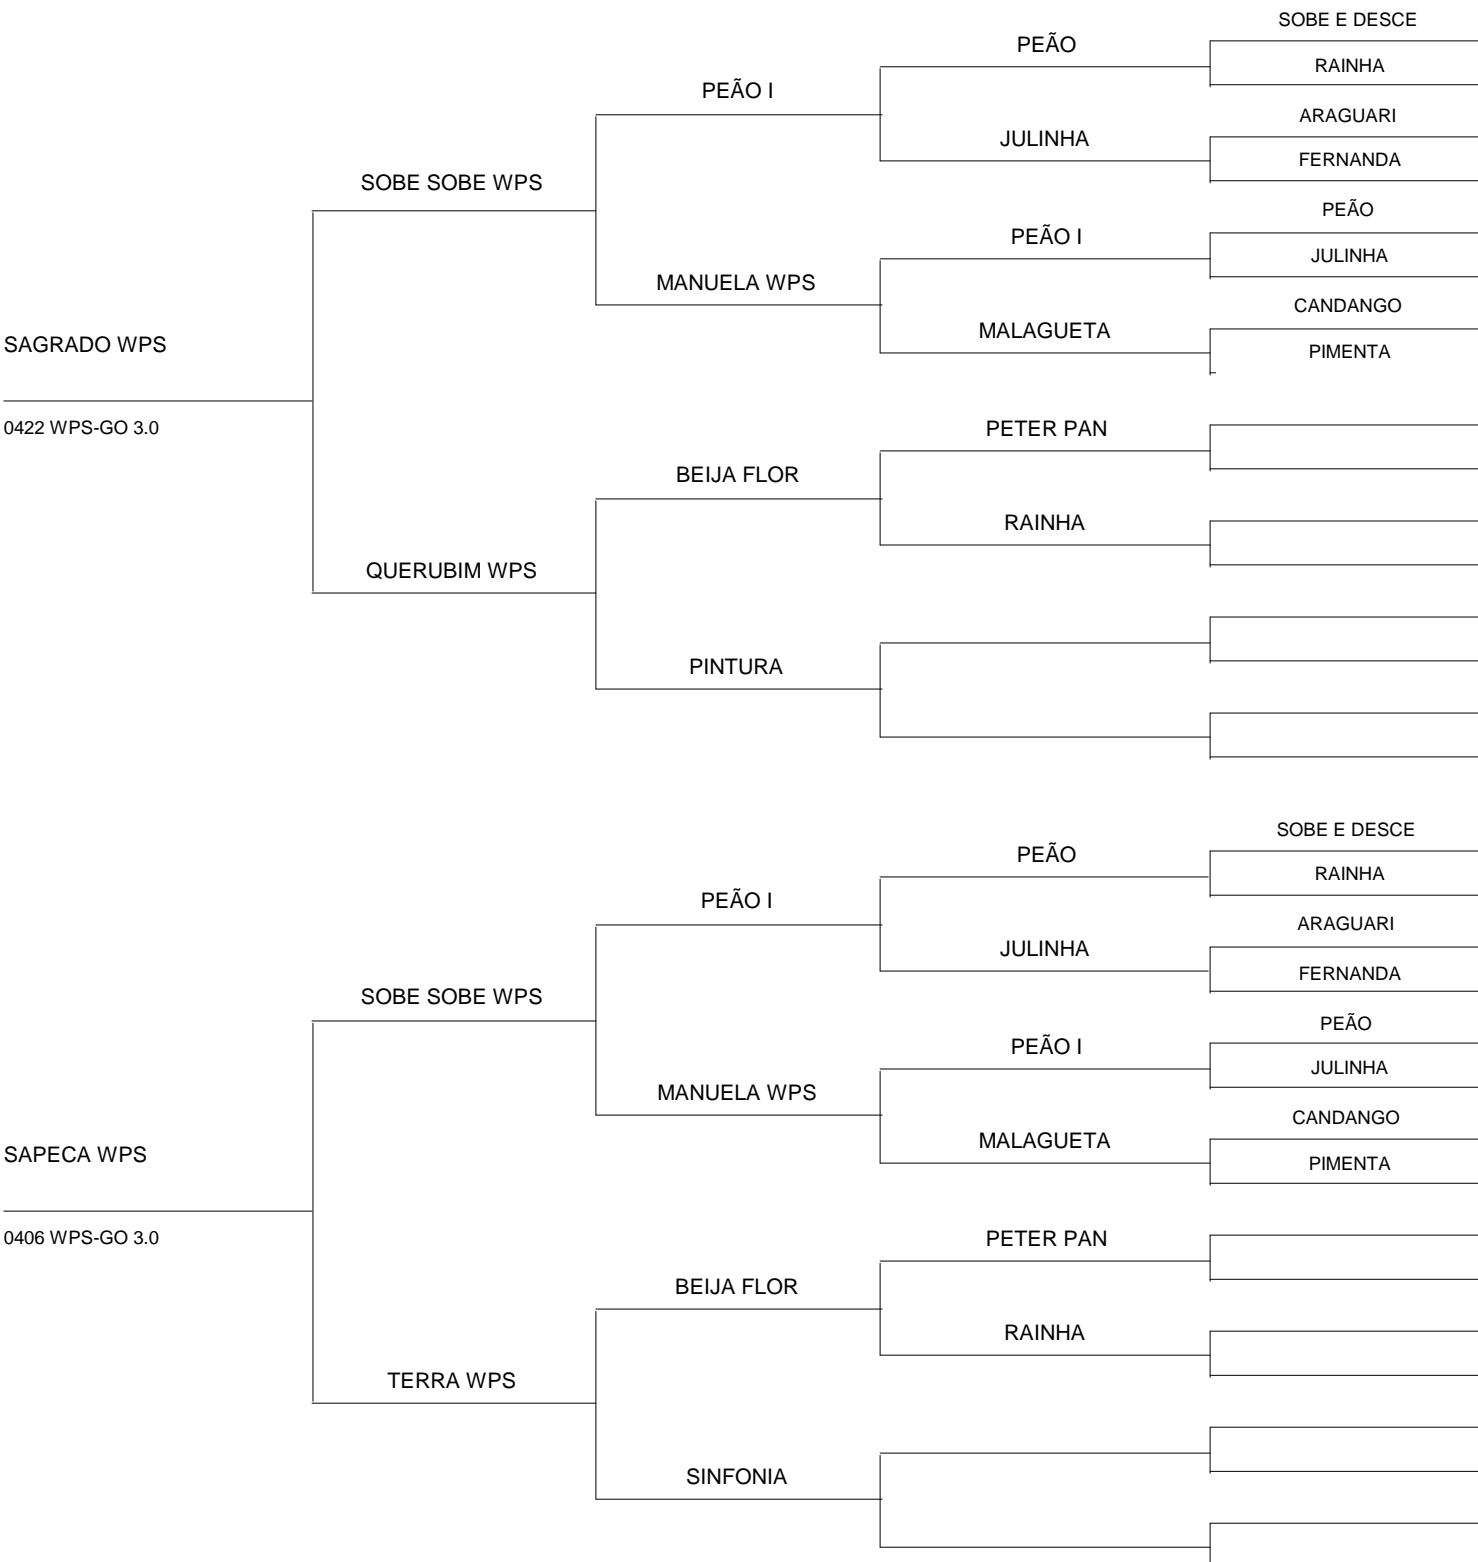 SOBE E DESCE
PEÃO
RAINHA
PEÃO I
ARAGUARI
JULINHA
FERNANDA
SOBE SOBE WPS
PEÃO
PEÃO I
JULINHA
MANUELA WPS
CANDANGO
MALAGUETA
SAGRADO WPS
PIMENTA
0422 WPS-GO 3.0
PETER PAN
BEIJA FLOR
RAINHA
QUERUBIM WPS
PINTURA
SOBE E DESCE
PEÃO
RAINHA
PEÃO I
ARAGUARI
JULINHA
FERNANDA
SOBE SOBE WPS
PEÃO
PEÃO I
JULINHA
MANUELA WPS
CANDANGO
MALAGUETA
SAPECA WPS
PIMENTA
0406 WPS-GO 3.0
PETER PAN
BEIJA FLOR
RAINHA
TERRA WPS
SINFONIA